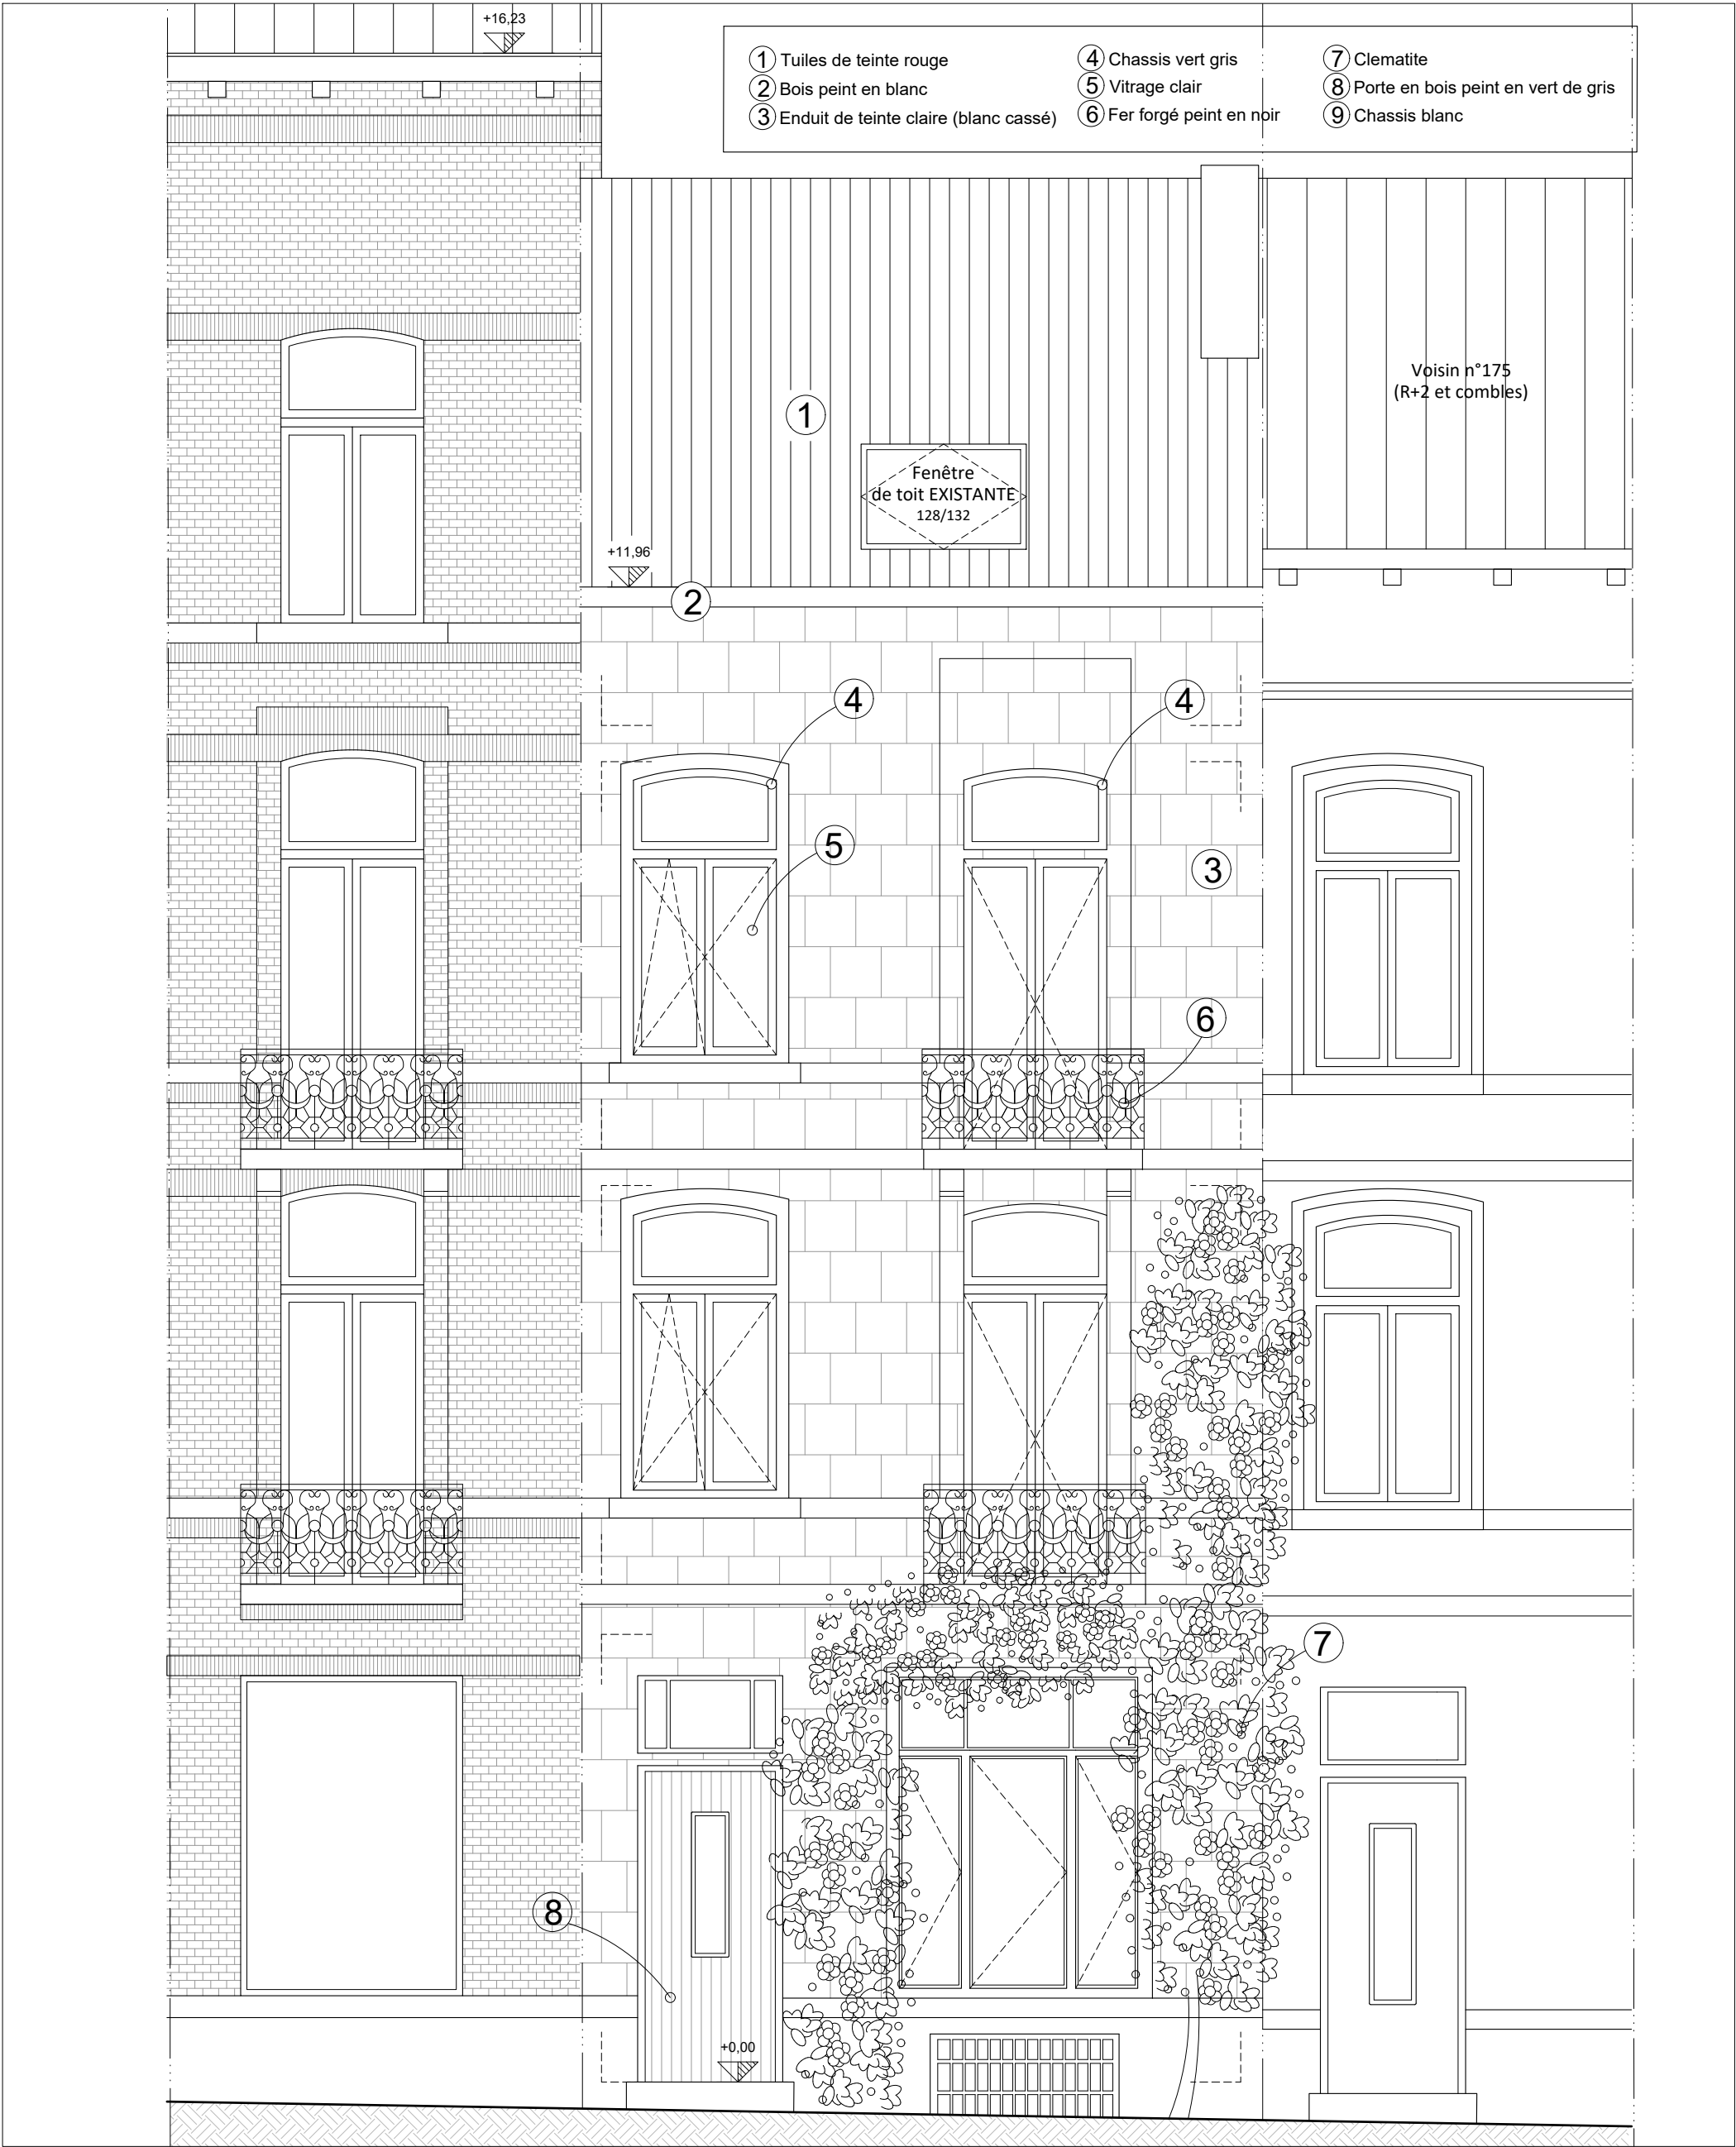 +16,23
1 Tuiles de teinte rouge
2 Bois peint en blanc
3 Enduit de teinte claire (blanc cassé)
4 Chassis vert gris
5 Vitrage clair
6 Fer forgé peint en noir
7 Clematite
8 Porte en bois peint en vert de gris
9 Chassis blanc
Voisin n°175
(R+2 et combles)
1
Fenêtre
de toit EXISTANTE
128/132
+11,96
2
4
4
5
3
6
7
8
+0,00